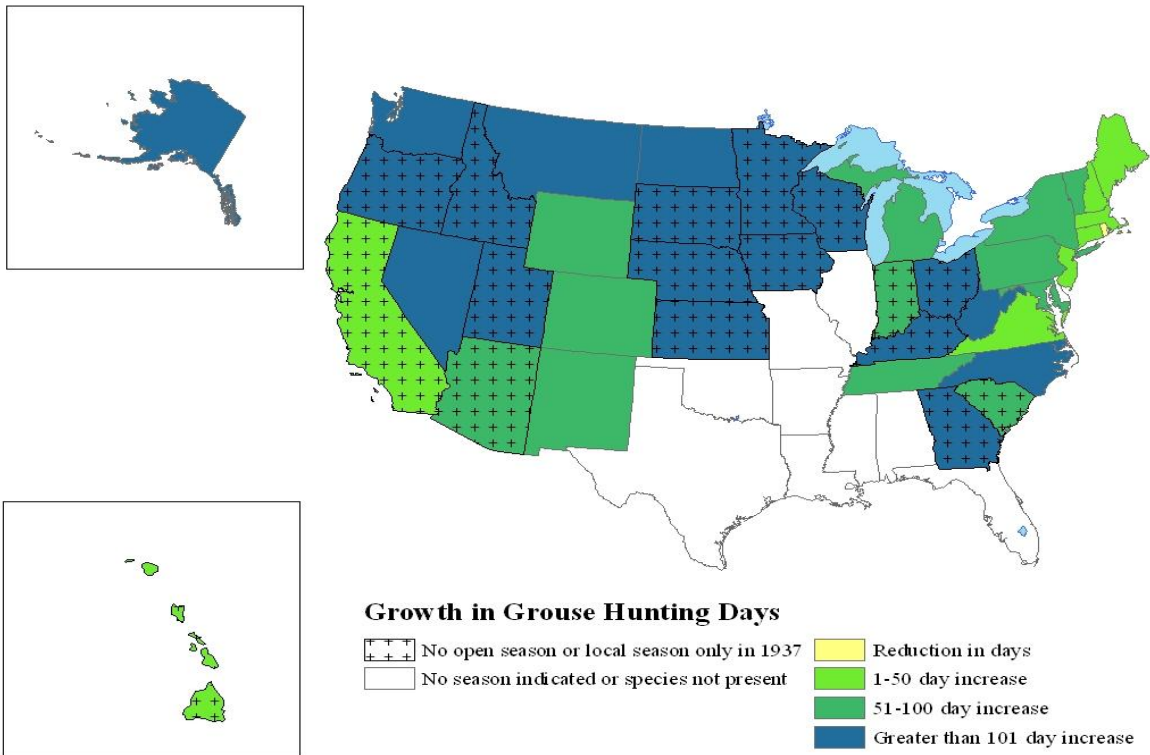 Growth in Grouse Hunting Days
No open season or local season only in 1937
No season indicated or species not present
Reduction in days
1-50 day increase
51-100 day increase
Greater than 101 day increase